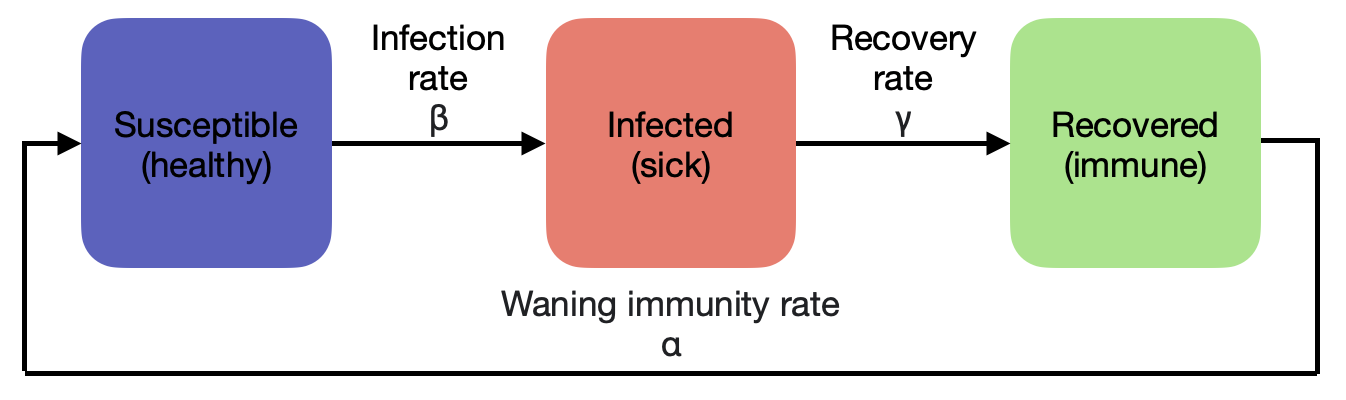 Susceptible
(healthy)
Infection
rate
β
Infected
(sick)
Recovery
rate
γ
Recovered
(immune)
Waning immunity rate
α